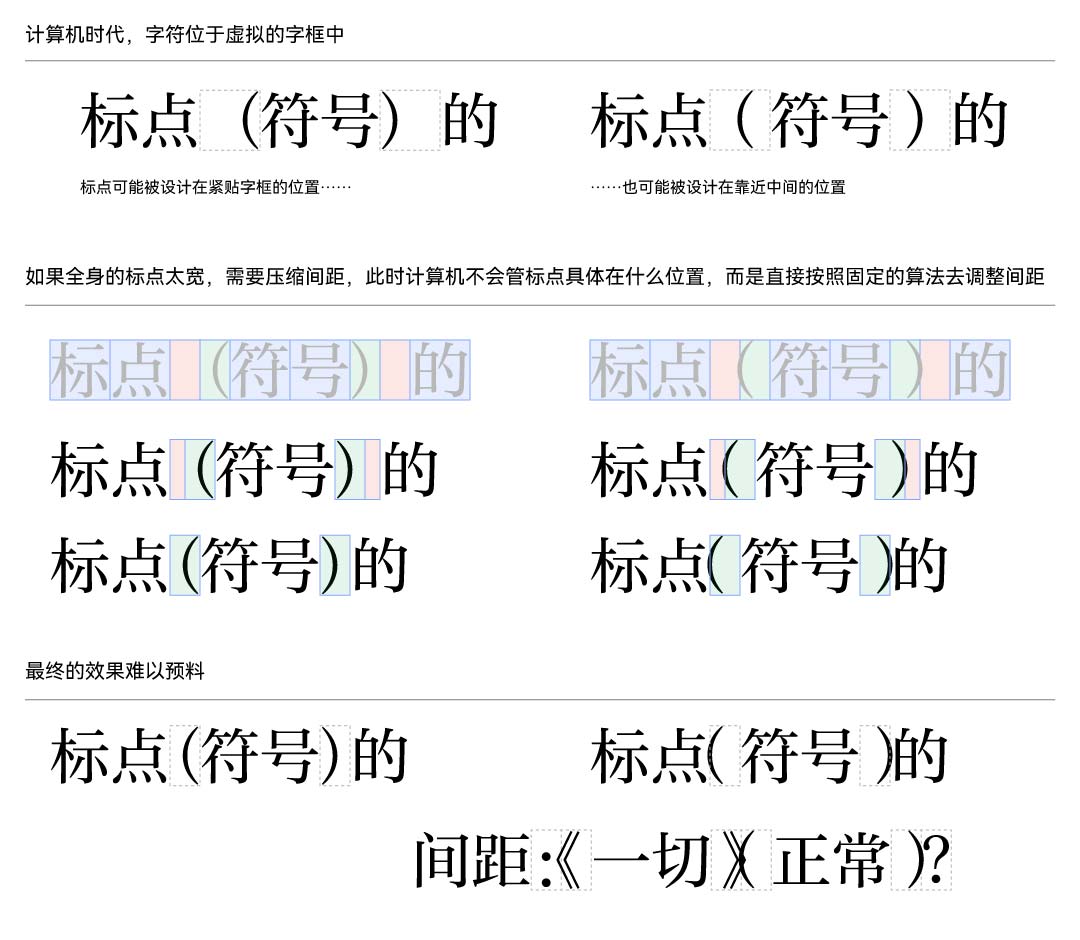 计算机时代，字符位于虚拟的字框中
标点（符号）的
标点（符号）的
标点可能被设计在紧贴字框的位置……
……也可能被设计在靠近中间的位置
如果全身的标点太宽，需要压缩间距，此时计算机不会管标点具体在什么位置，而是直接按照固定的算法去调整间距
标点（符号）的
标点（符号）的
标点（符号）的
标点（符号）的
标点（符号）的
标点（符号）的
最终的效果难以预料
标点（符号）的
标点（符号）的
间距：《一切》（正常）？